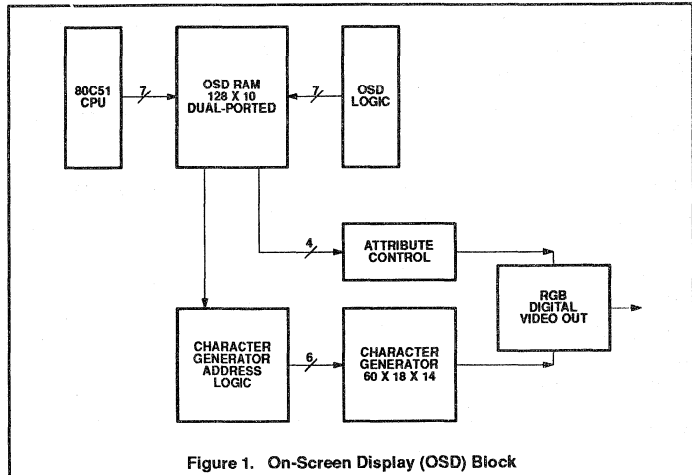 80C51
CPU
7
OSD RAM
128 X 10
DUAL-PORTED
7
OSD
LOGIC
4
ATTRIBUTE
CONTROL
RGB
DIGITAL
VIDEO OUT
CHARACTER
GENERATOR
ADDRESS
LOGIC
6
CHARACTER
GENERATOR
60 X 18 X 14
Figure 1. On-Screen Display (OSD) Block